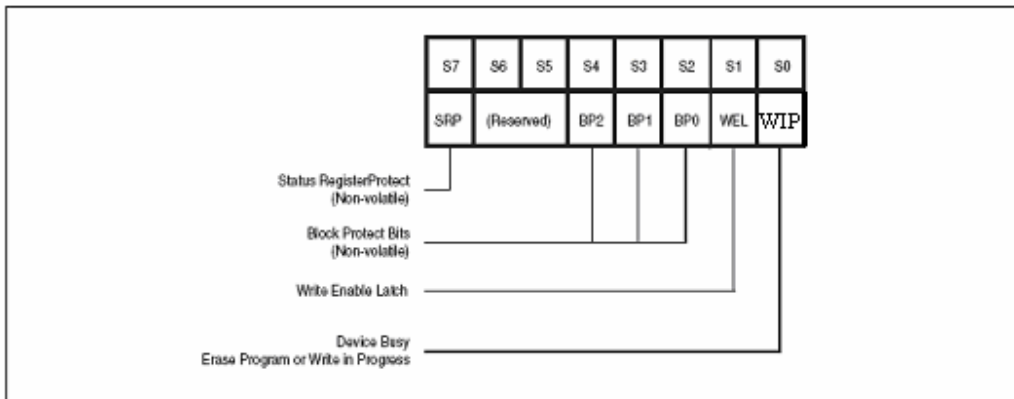 S7 S6 S5 S4 S3 S2 S1 S0
SRP (Reserved) BP2 BP1 BP0 WEL WIP
Status RegisterProtect
(Non-volatile)
Block Protect Bits
(Non-volatile)
Write Enable Latch
Device Busy
Erase Program or Write in Progress